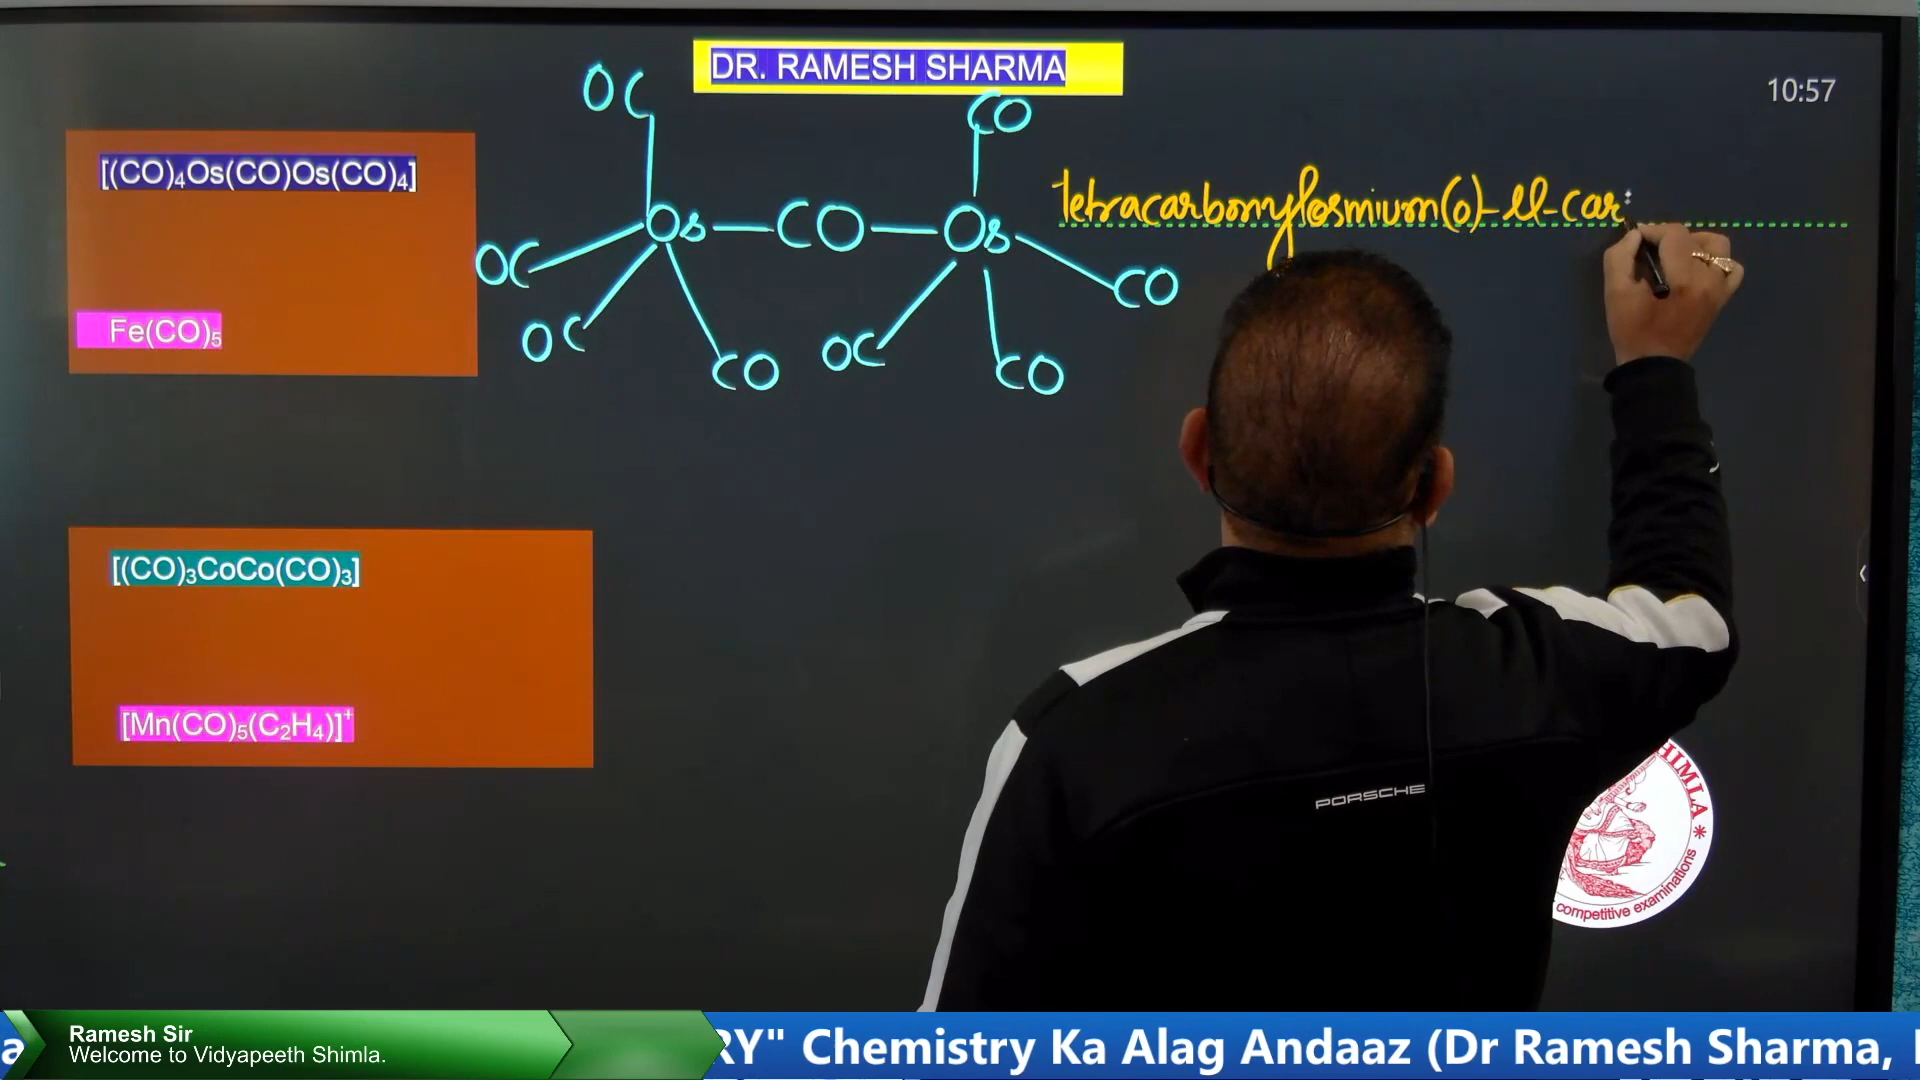 DR. RAMESH SHARMA
10:57
[(CO)₄Os(CO)Os(CO)₄]
Fe(CO)₅
OC
CO
Os CO Os
OC
CO
OC
CO
OC
CO
Tetracarbonylosmium(0)-μ-car
[(CO)₃CoCo(CO)₃]
[Mn(CO)₅(C₂H₄)]⁺
PORSCHE
HIMLA *
competitive examinations
Ramesh Sir
Welcome to Vidyapeeth Shimla.
a
RY" Chemistry Ka Alag Andaaz (Dr Ramesh Sharma,